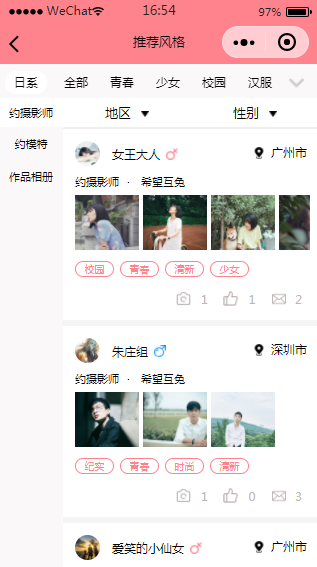 WeChat 16:54 97%
推荐风格
日系 全部 青春 少女 校园 汉服
约摄影师 地区 性别
约模特
作品相册
女王大人 广州市
约摄影师 · 希望互免
校园 青春 清新 少女
1 1 2
朱庄组 深圳市
约摄影师 · 希望互免
纪实 青春 时尚 清新
1 0 3
爱笑的小仙女 广州市